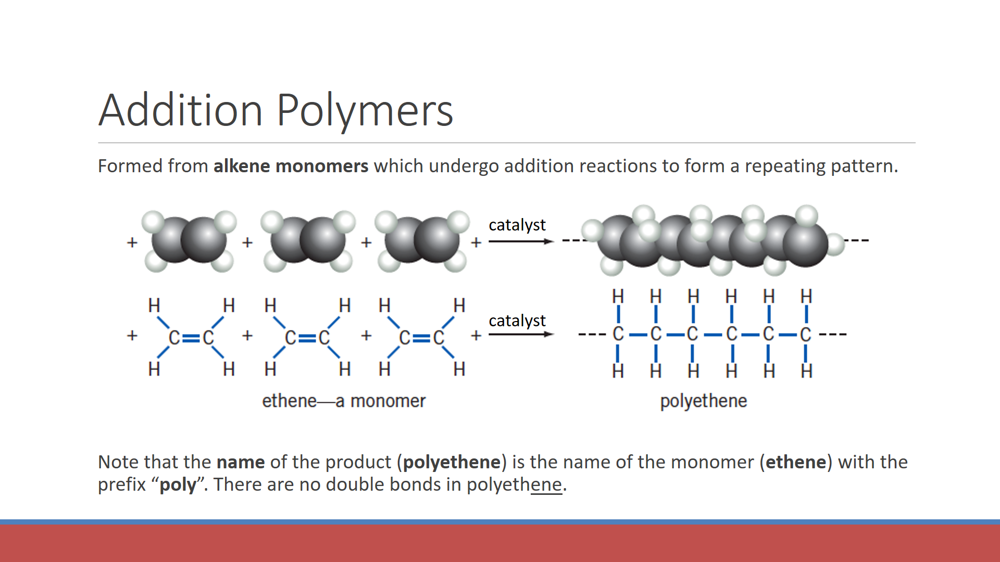 Addition Polymers
Formed from alkene monomers which undergo addition reactions to form a repeating pattern.
+ + + + catalyst
H H H H H H catalyst H H H H H H
+ C=C + C=C + C=C + ---C—C—C—C—C—C---
H H H H H H H H H H H H
ethene—a monomer polyethene
Note that the name of the product (polyethene) is the name of the monomer (ethene) with the
prefix “poly”. There are no double bonds in polyethene.